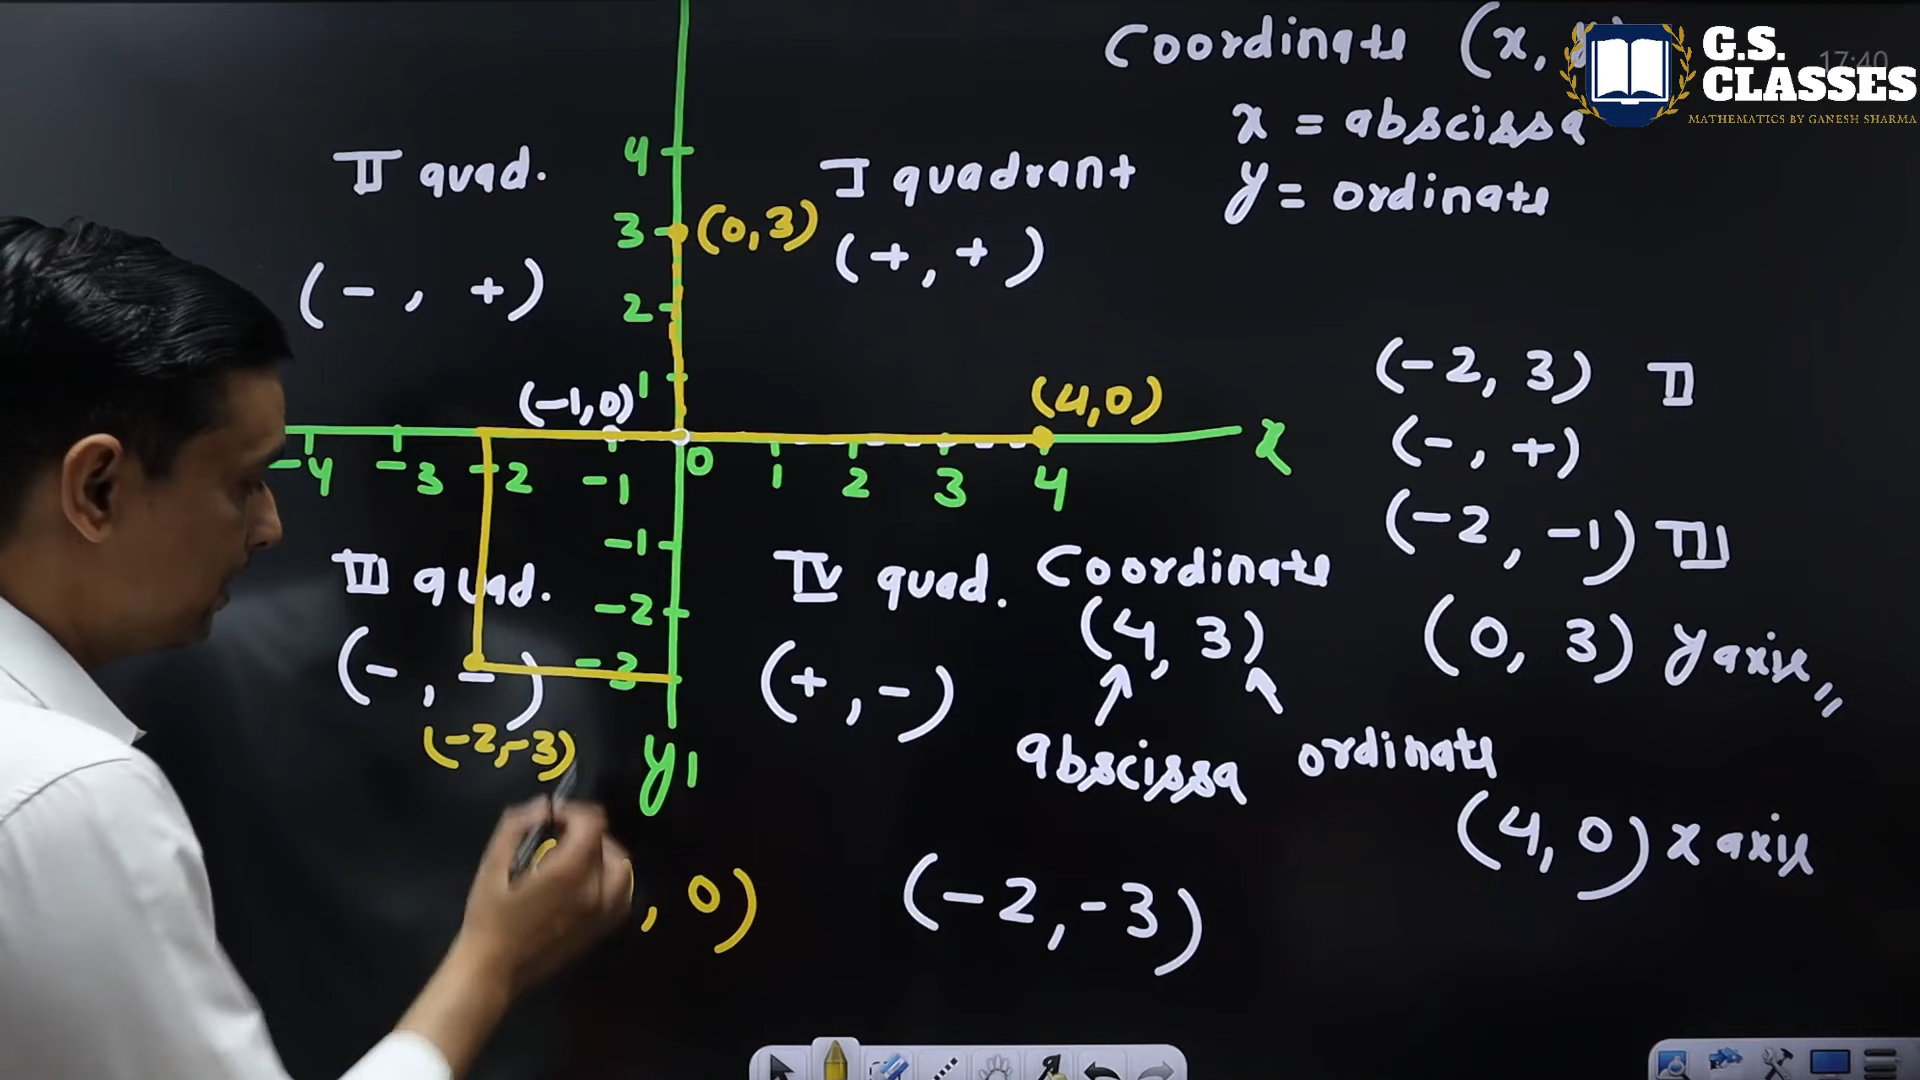 Coordinate (x,
x = abscissa
y = ordinate
G.S.
CLASSES
MATHEMATICS BY GANESH SHARMA
17:40
II quad.
(-, +)
I quadrant
(+, +)
4
3
(0,3)
2
1
(-1,0)
(4,0)
-4 -3 -2 -1 0 1 2 3 4
x
-1
-2
-3
y1
III quad.
(-, -)
(-2,-3)
IV quad.
(+, -)
Coordinate
(4, 3)
abscissa ordinate
(-2, 3) II
(-, +)
(-2, -1) III
(0, 3) y axis,,
(4, 0) x axis
, 0)
(-2, -3)